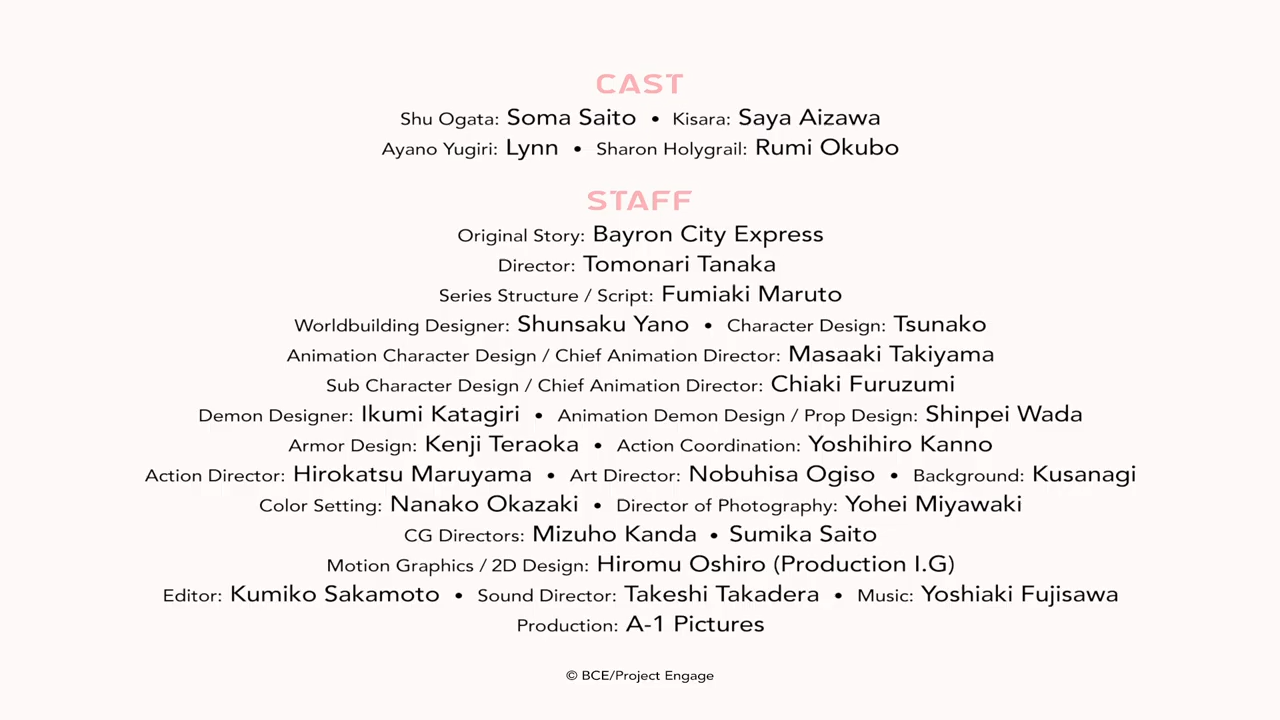 CAST
Shu Ogata: Soma Saito • Kisara: Saya Aizawa
Ayano Yugiri: Lynn • Sharon Holygrail: Rumi Okubo
STAFF
Original Story: Bayron City Express
Director: Tomonari Tanaka
Series Structure / Script: Fumiaki Maruto
Worldbuilding Designer: Shunsaku Yano • Character Design: Tsunako
Animation Character Design / Chief Animation Director: Masaaki Takiyama
Sub Character Design / Chief Animation Director: Chiaki Furuzumi
Demon Designer: Ikumi Katagiri • Animation Demon Design / Prop Design: Shinpei Wada
Armor Design: Kenji Teraoka • Action Coordination: Yoshihiro Kanno
Action Director: Hirokatsu Maruyama • Art Director: Nobuhisa Ogiso • Background: Kusanagi
Color Setting: Nanako Okazaki • Director of Photography: Yohei Miyawaki
CG Directors: Mizuho Kanda • Sumika Saito
Motion Graphics / 2D Design: Hiromu Oshiro (Production I.G)
Editor: Kumiko Sakamoto • Sound Director: Takeshi Takadera • Music: Yoshiaki Fujisawa
Production: A-1 Pictures
© BCE/Project Engage